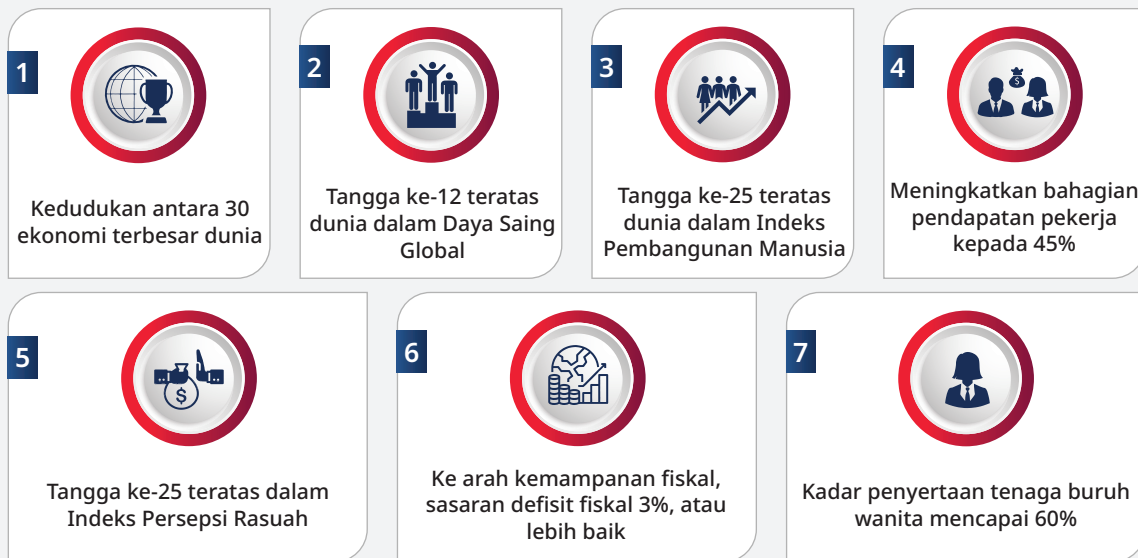 1
Kedudukan antara 30
ekonomi terbesar dunia
2
Tangga ke-12 teratas
dunia dalam Daya Saing
Global
3
Tangga ke-25 teratas
dunia dalam Indeks
Pembangunan Manusia
4
Meningkatkan bahagian
pendapatan pekerja
kepada 45%
5
$
Tangga ke-25 teratas dalam
Indeks Persepsi Rasuah
6
Ke arah kemampanan fiskal,
sasaran defisit fiskal 3%, atau
lebih baik
7
Kadar penyertaan tenaga buruh
wanita mencapai 60%